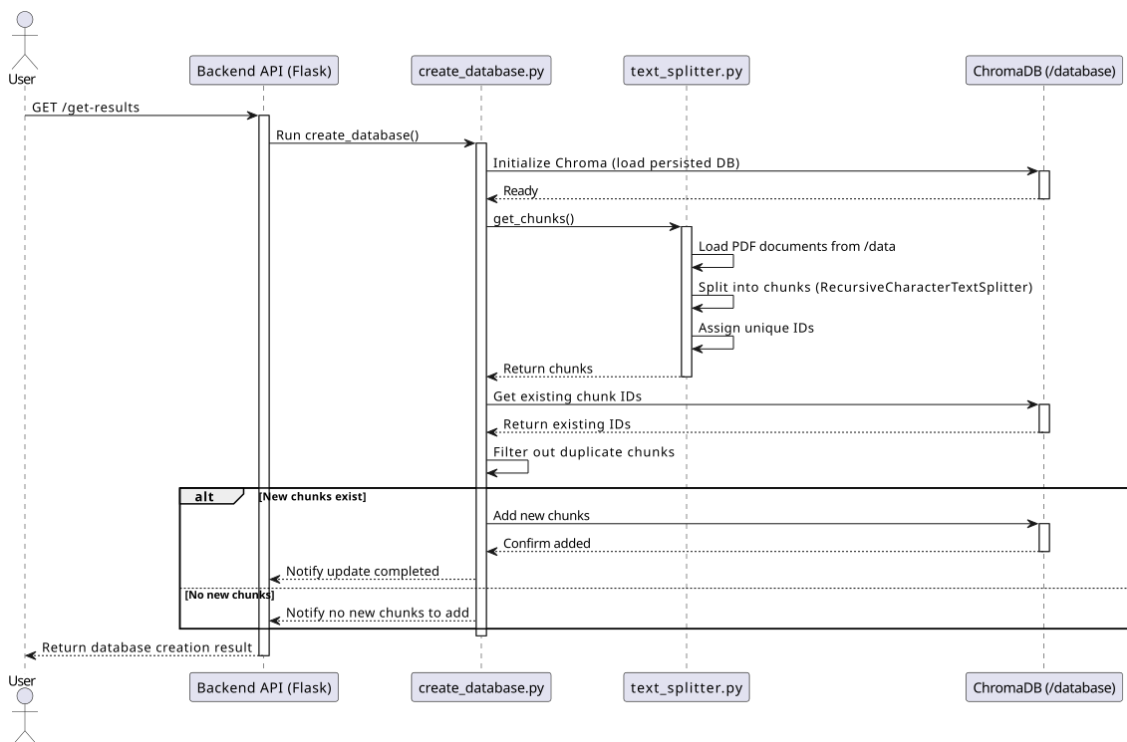 User
Backend API (Flask)
create_database.py
text_splitter.py
ChromaDB (/database)
GET /get-results
Run create_database()
Initialize Chroma (load persisted DB)
Ready
get_chunks()
Load PDF documents from /data
Split into chunks (RecursiveCharacterTextSplitter)
Assign unique IDs
Return chunks
Get existing chunk IDs
Return existing IDs
Filter out duplicate chunks
alt [New chunks exist]
Add new chunks
Confirm added
Notify update completed
[No new chunks]
Notify no new chunks to add
Return database creation result
User
Backend API (Flask)
create_database.py
text_splitter.py
ChromaDB (/database)